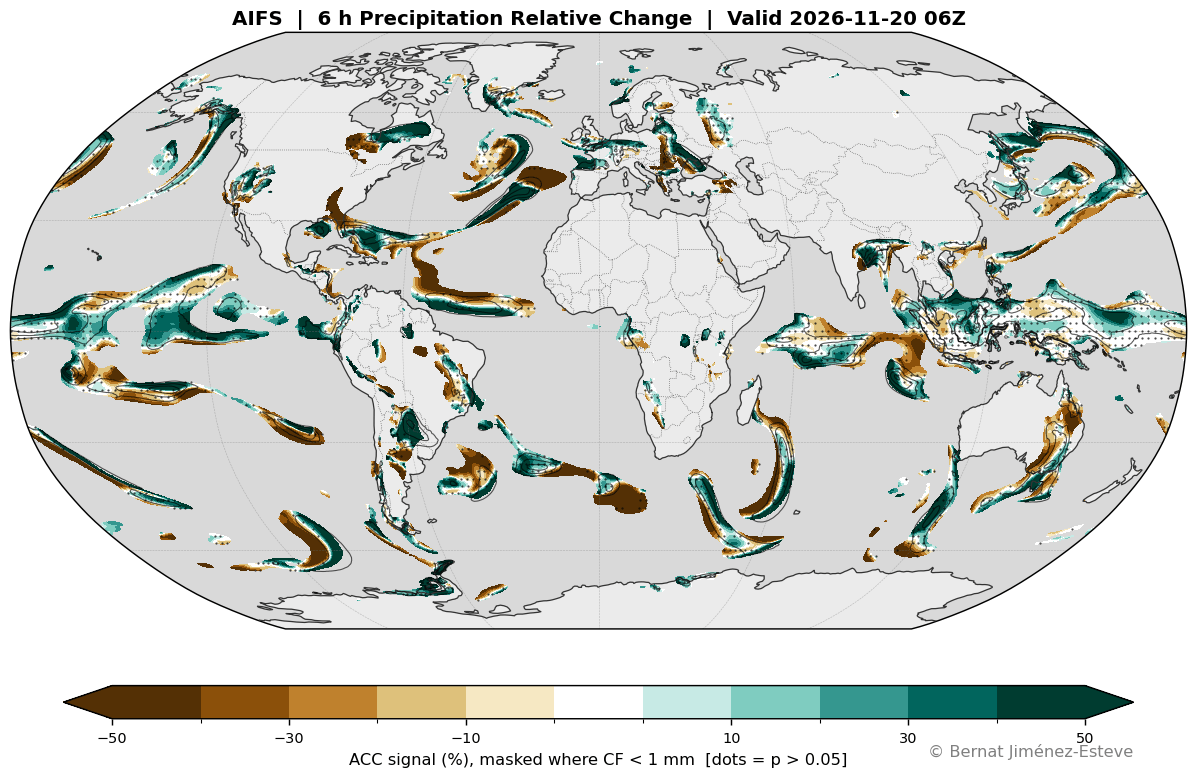 AIFS | 6 h Precipitation Relative Change | Valid 2026-11-20 06Z
−50 −30 −10 10 30 50
© Bernat Jiménez-Esteve
ACC signal (%), masked where CF < 1 mm [dots = p > 0.05]